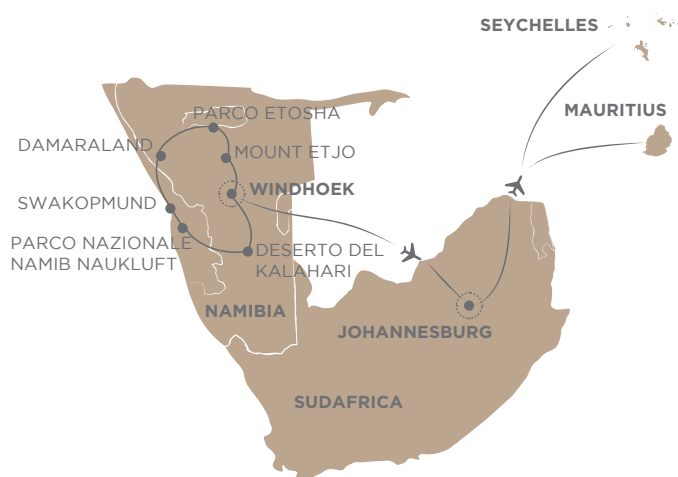 SEYCHELLES
MAURITIUS
PARCO ETOSHA
DAMARALAND
MOUNT ETJO
WINDHOEK
SWAKOPMUND
PARCO NAZIONALE
NAMIB NAUKLUFT
DESERTO DEL
KALAHARI
NAMIBIA
JOHANNESBURG
SUDAFRICA